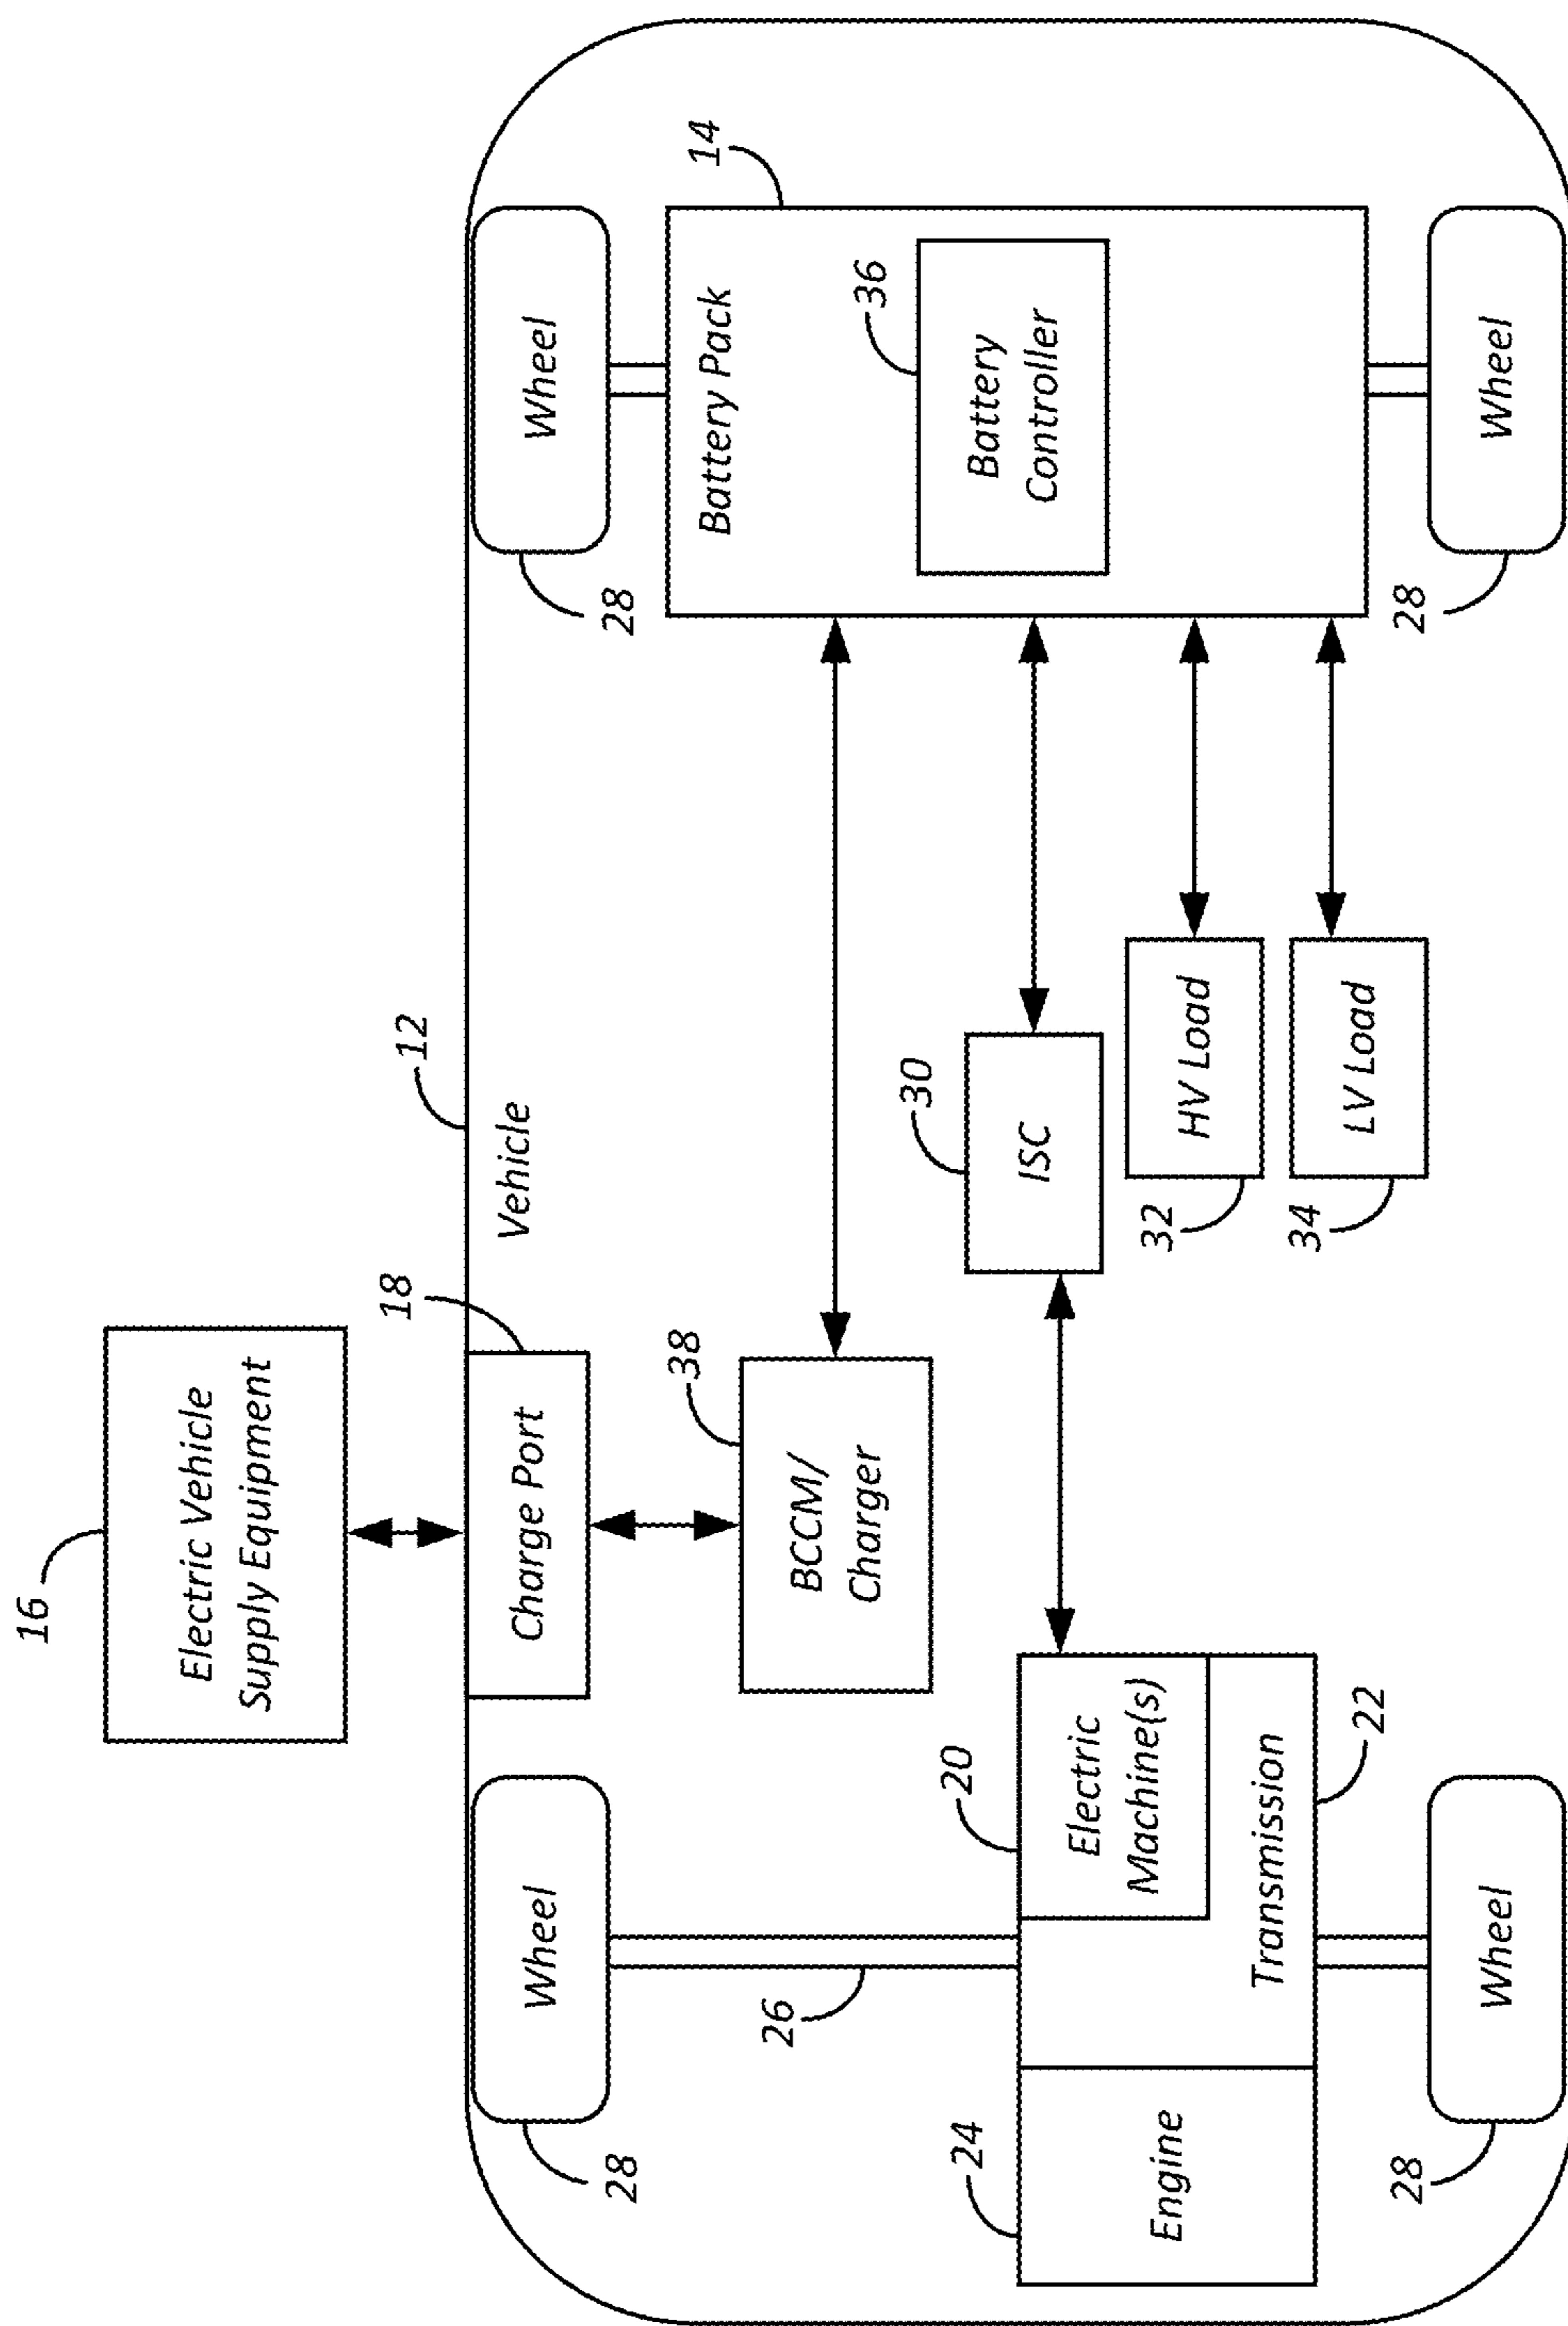 16
Electric Vehicle
Supply Equipment
18
12
Charge Port
Vehicle
Wheel
28
Wheel
28
38
BCCM/
Charger
14
Battery Pack
26
36
Battery
Controller
30
ISC
24
Engine
20
Electric
Machine(s)
Transmission
22
32
HV Load
34
LV Load
28
Wheel
28
Wheel